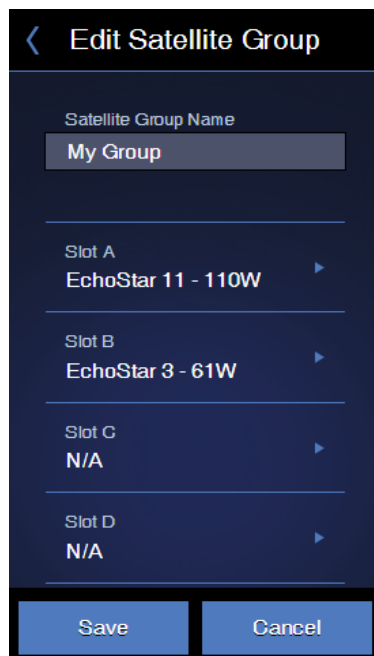 Edit Satellite Group
Satellite Group Name
My Group
Slot A
EchoStar 11 - 110W
Slot B
EchoStar 3 - 61W
Slot C
N/A
Slot D
N/A
Save
Cancel